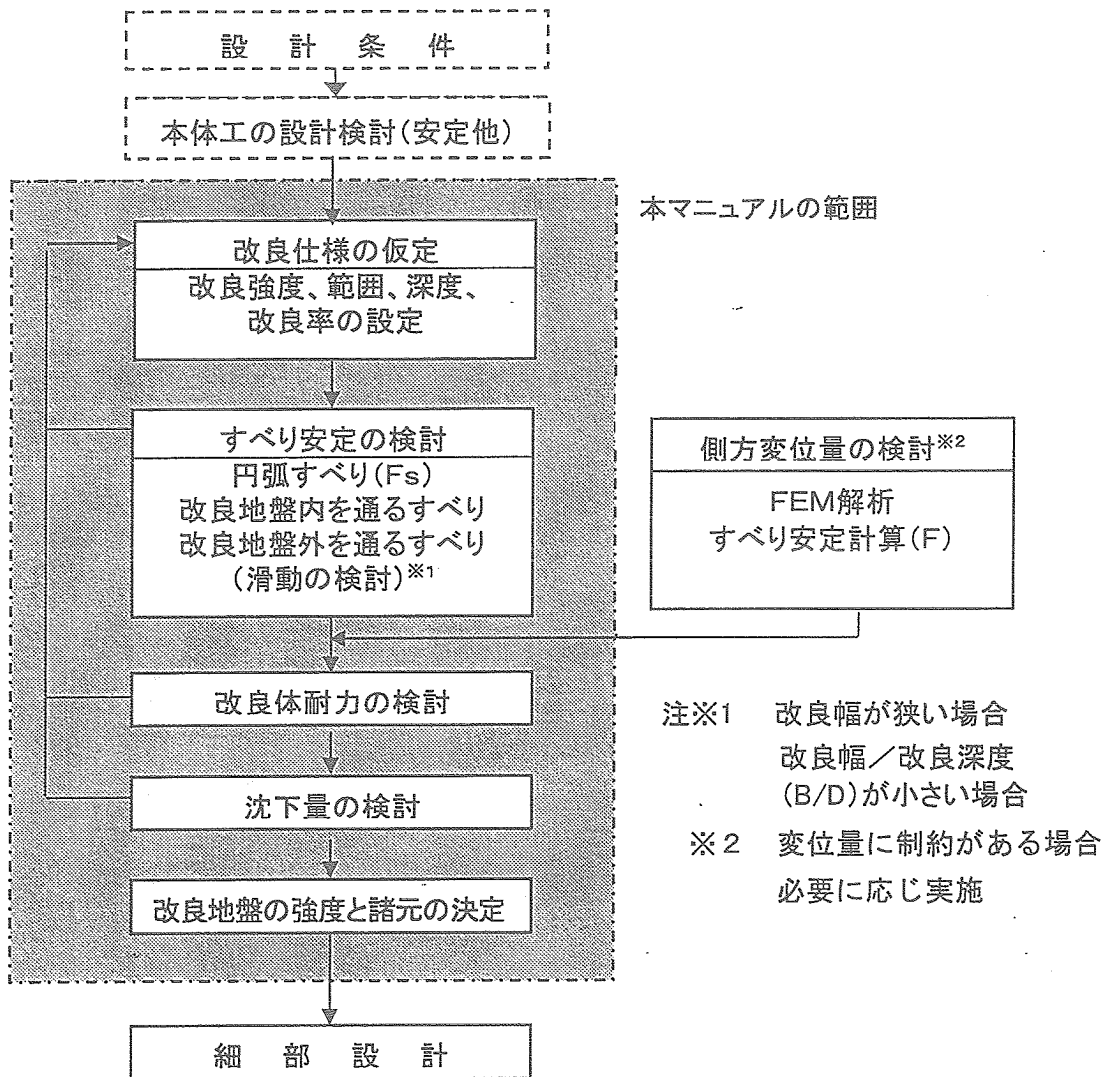 設計条件
本体工の設計検討(安定他)
本マニュアルの範囲
改良仕様の仮定
改良強度、範囲、深度、
改良率の設定
すべり安定の検討
円弧すべり(Fs)
改良地盤内を通るすべり
改良地盤外を通るすべり
(滑動の検討)※1
側方変位量の検討※2
FEM解析
すべり安定計算(F)
改良体耐力の検討
沈下量の検討
改良地盤の強度と諸元の決定
細部設計
注※1 改良幅が狭い場合
改良幅/改良深度
(B/D)が小さい場合
※2 変位量に制約がある場合
必要に応じ実施